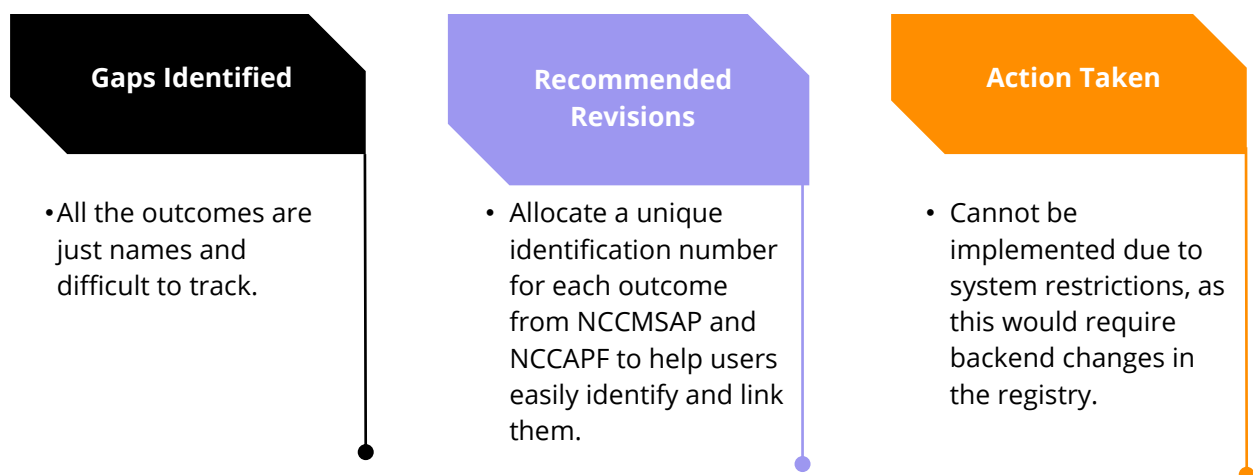 Gaps Identified
•All the outcomes are
just names and
difficult to track.
Recommended
Revisions
• Allocate a unique
identification number
for each outcome
from NCCMSAP and
NCCAPF to help users
easily identify and link
them.
Action Taken
• Cannot be
implemented due to
system restrictions, as
this would require
backend changes in
the registry.